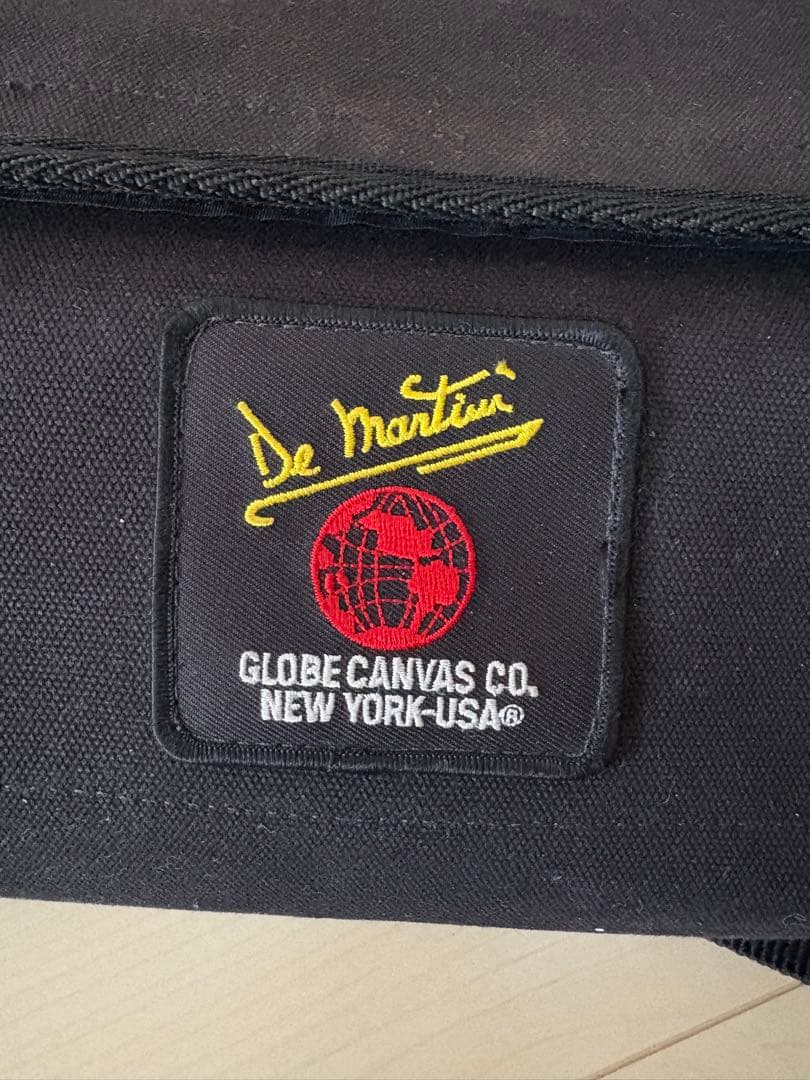 De Martini
GLOBE CANVAS CO.
NEW YORK-USA®